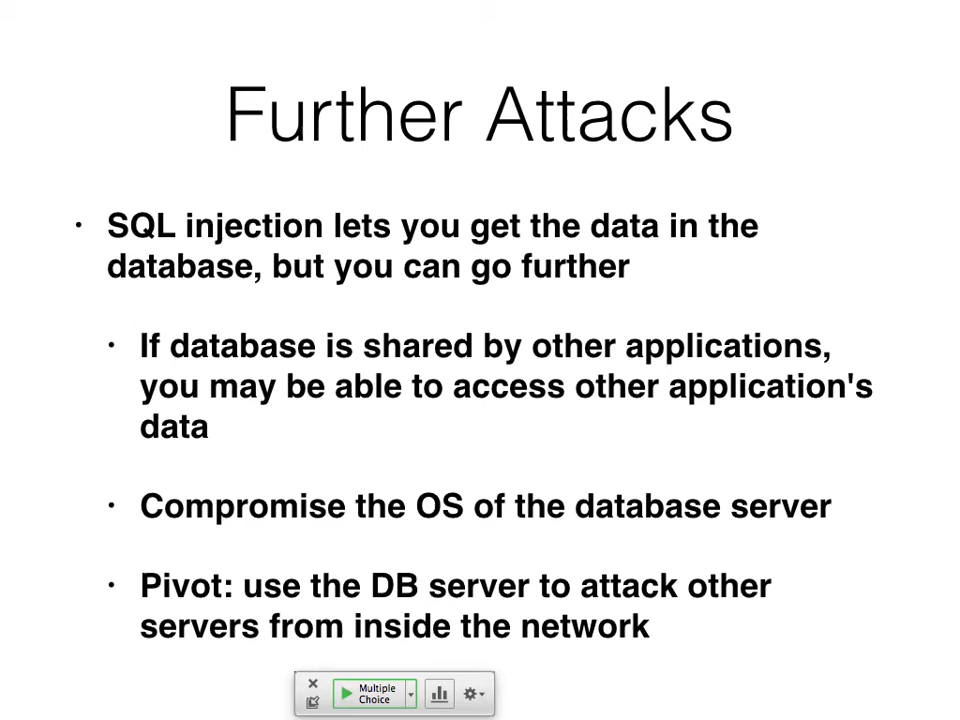 Further Attacks
• SQL injection lets you get the data in the
database, but you can go further
• If database is shared by other applications,
you may be able to access other application's
data
• Compromise the OS of the database server
• Pivot: use the DB server to attack other
servers from inside the network
Multiple
Choice